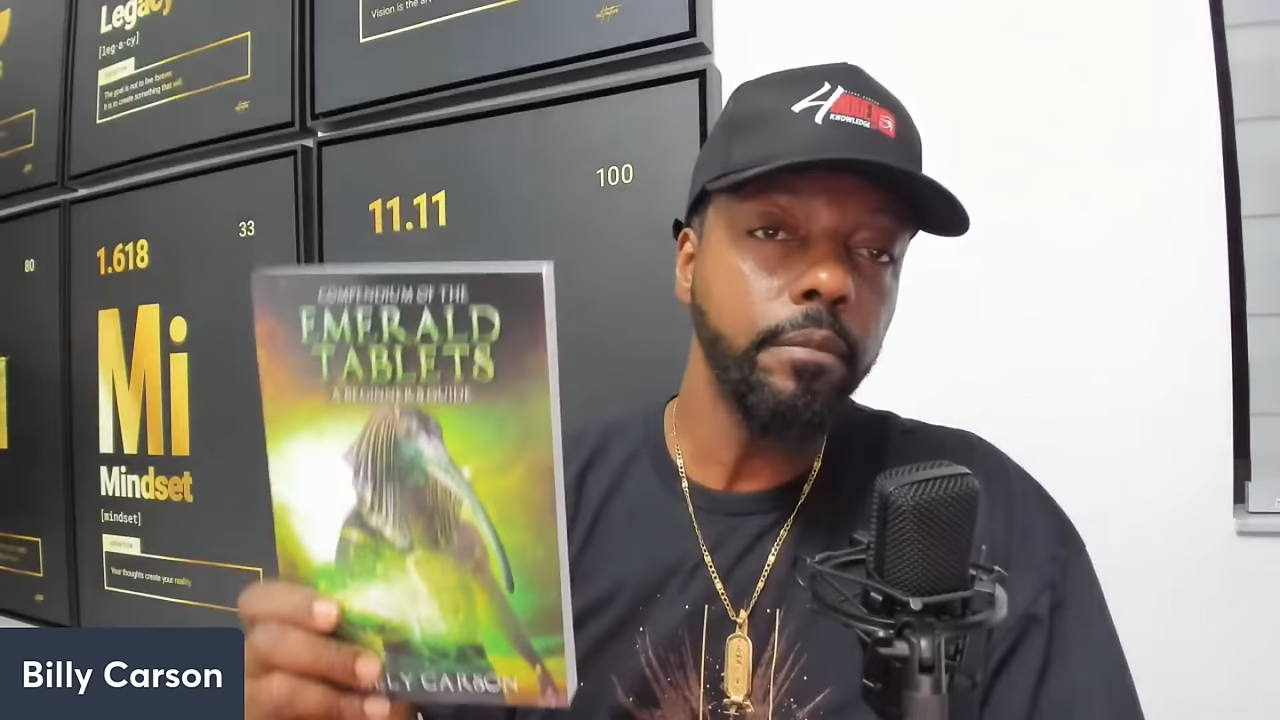 Legacy
[leg·a·cy]
The goal is not to live forever.
It is to create something that will.
Vision is the
80
1.618
33
Mi
Mindset
[mindset]
Your thoughts create your reality
11.11
100
4
KNOWLEDGE
COMPENDIUM OF THE
EMERALD
TABLETS
A BEGINNER'S GUIDE
LLY CARSON
Billy Carson